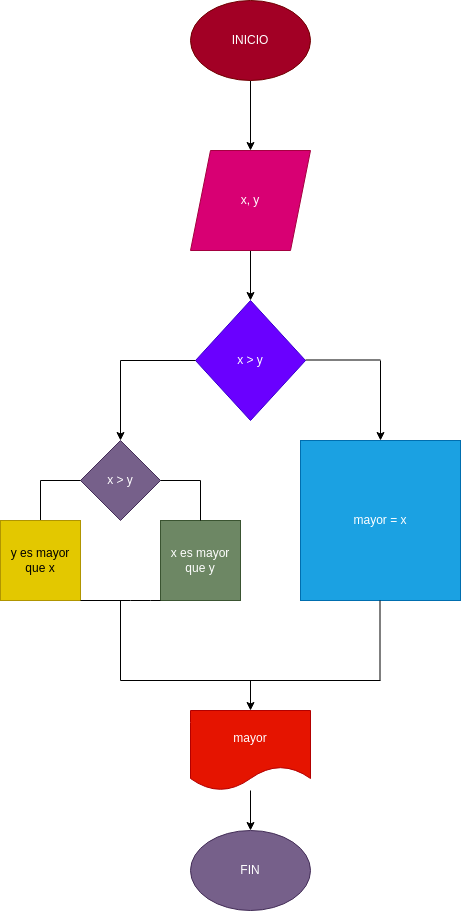 INICIO
x, y
x > y
x > y
mayor = x
y es mayor
que x
x es mayor
que y
mayor
FIN